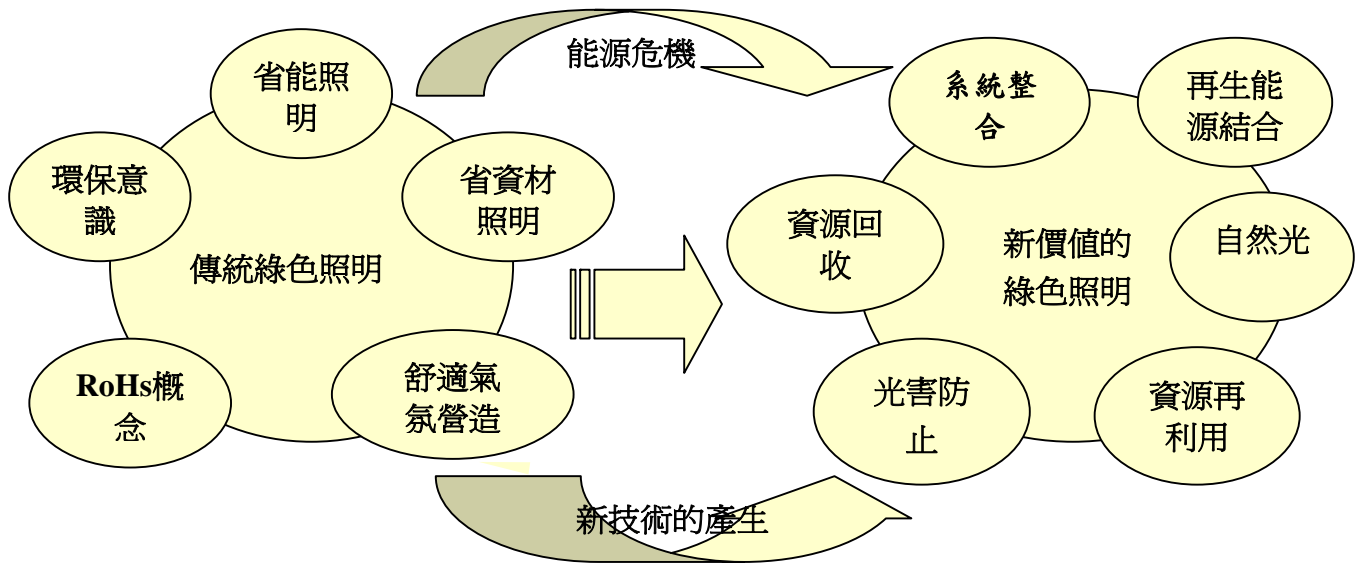 能源危機
省能照
明
環保意
識
省資材
照明
傳統綠色照明
RoHs概
念
舒適氣
氛營造
系統整
合
再生能
源結合
資源回
收
新價值的
綠色照明
自然光
光害防
止
資源再
利用
新技術的產生